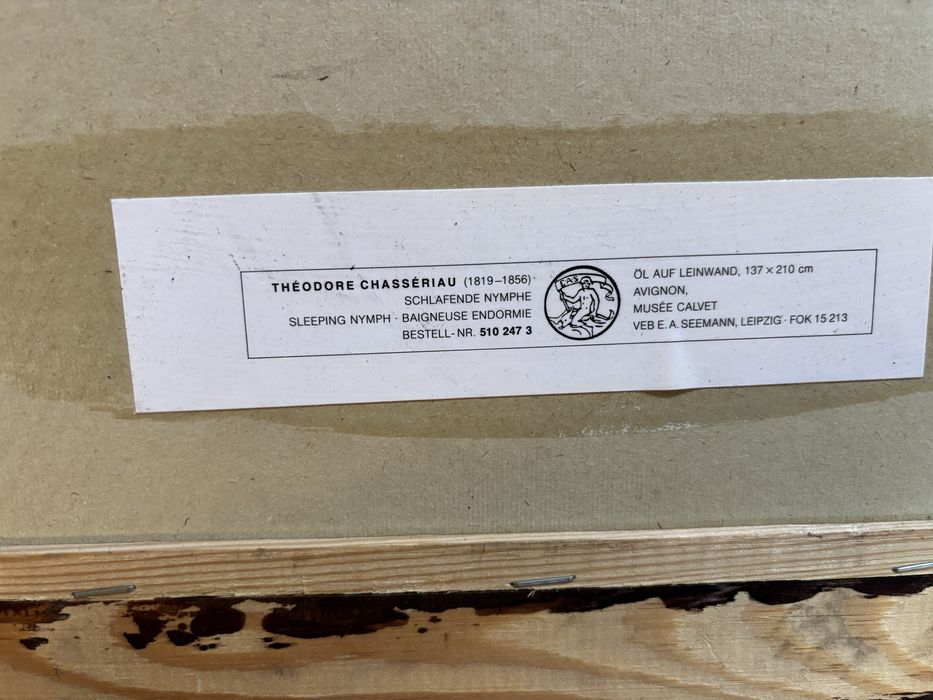 THÉODORE CHASSÉRIAU (1819–1856)
SCHLAFENDE NYMPHE
SLEEPING NYMPH · BAIGNEUSE ENDORMIE
BESTELL-NR. 510 247 3
E·A·S
ÖL AUF LEINWAND, 137 × 210 cm
AVIGNON,
MUSÉE CALVET
VEB E. A. SEEMANN, LEIPZIG · FOK 15 213